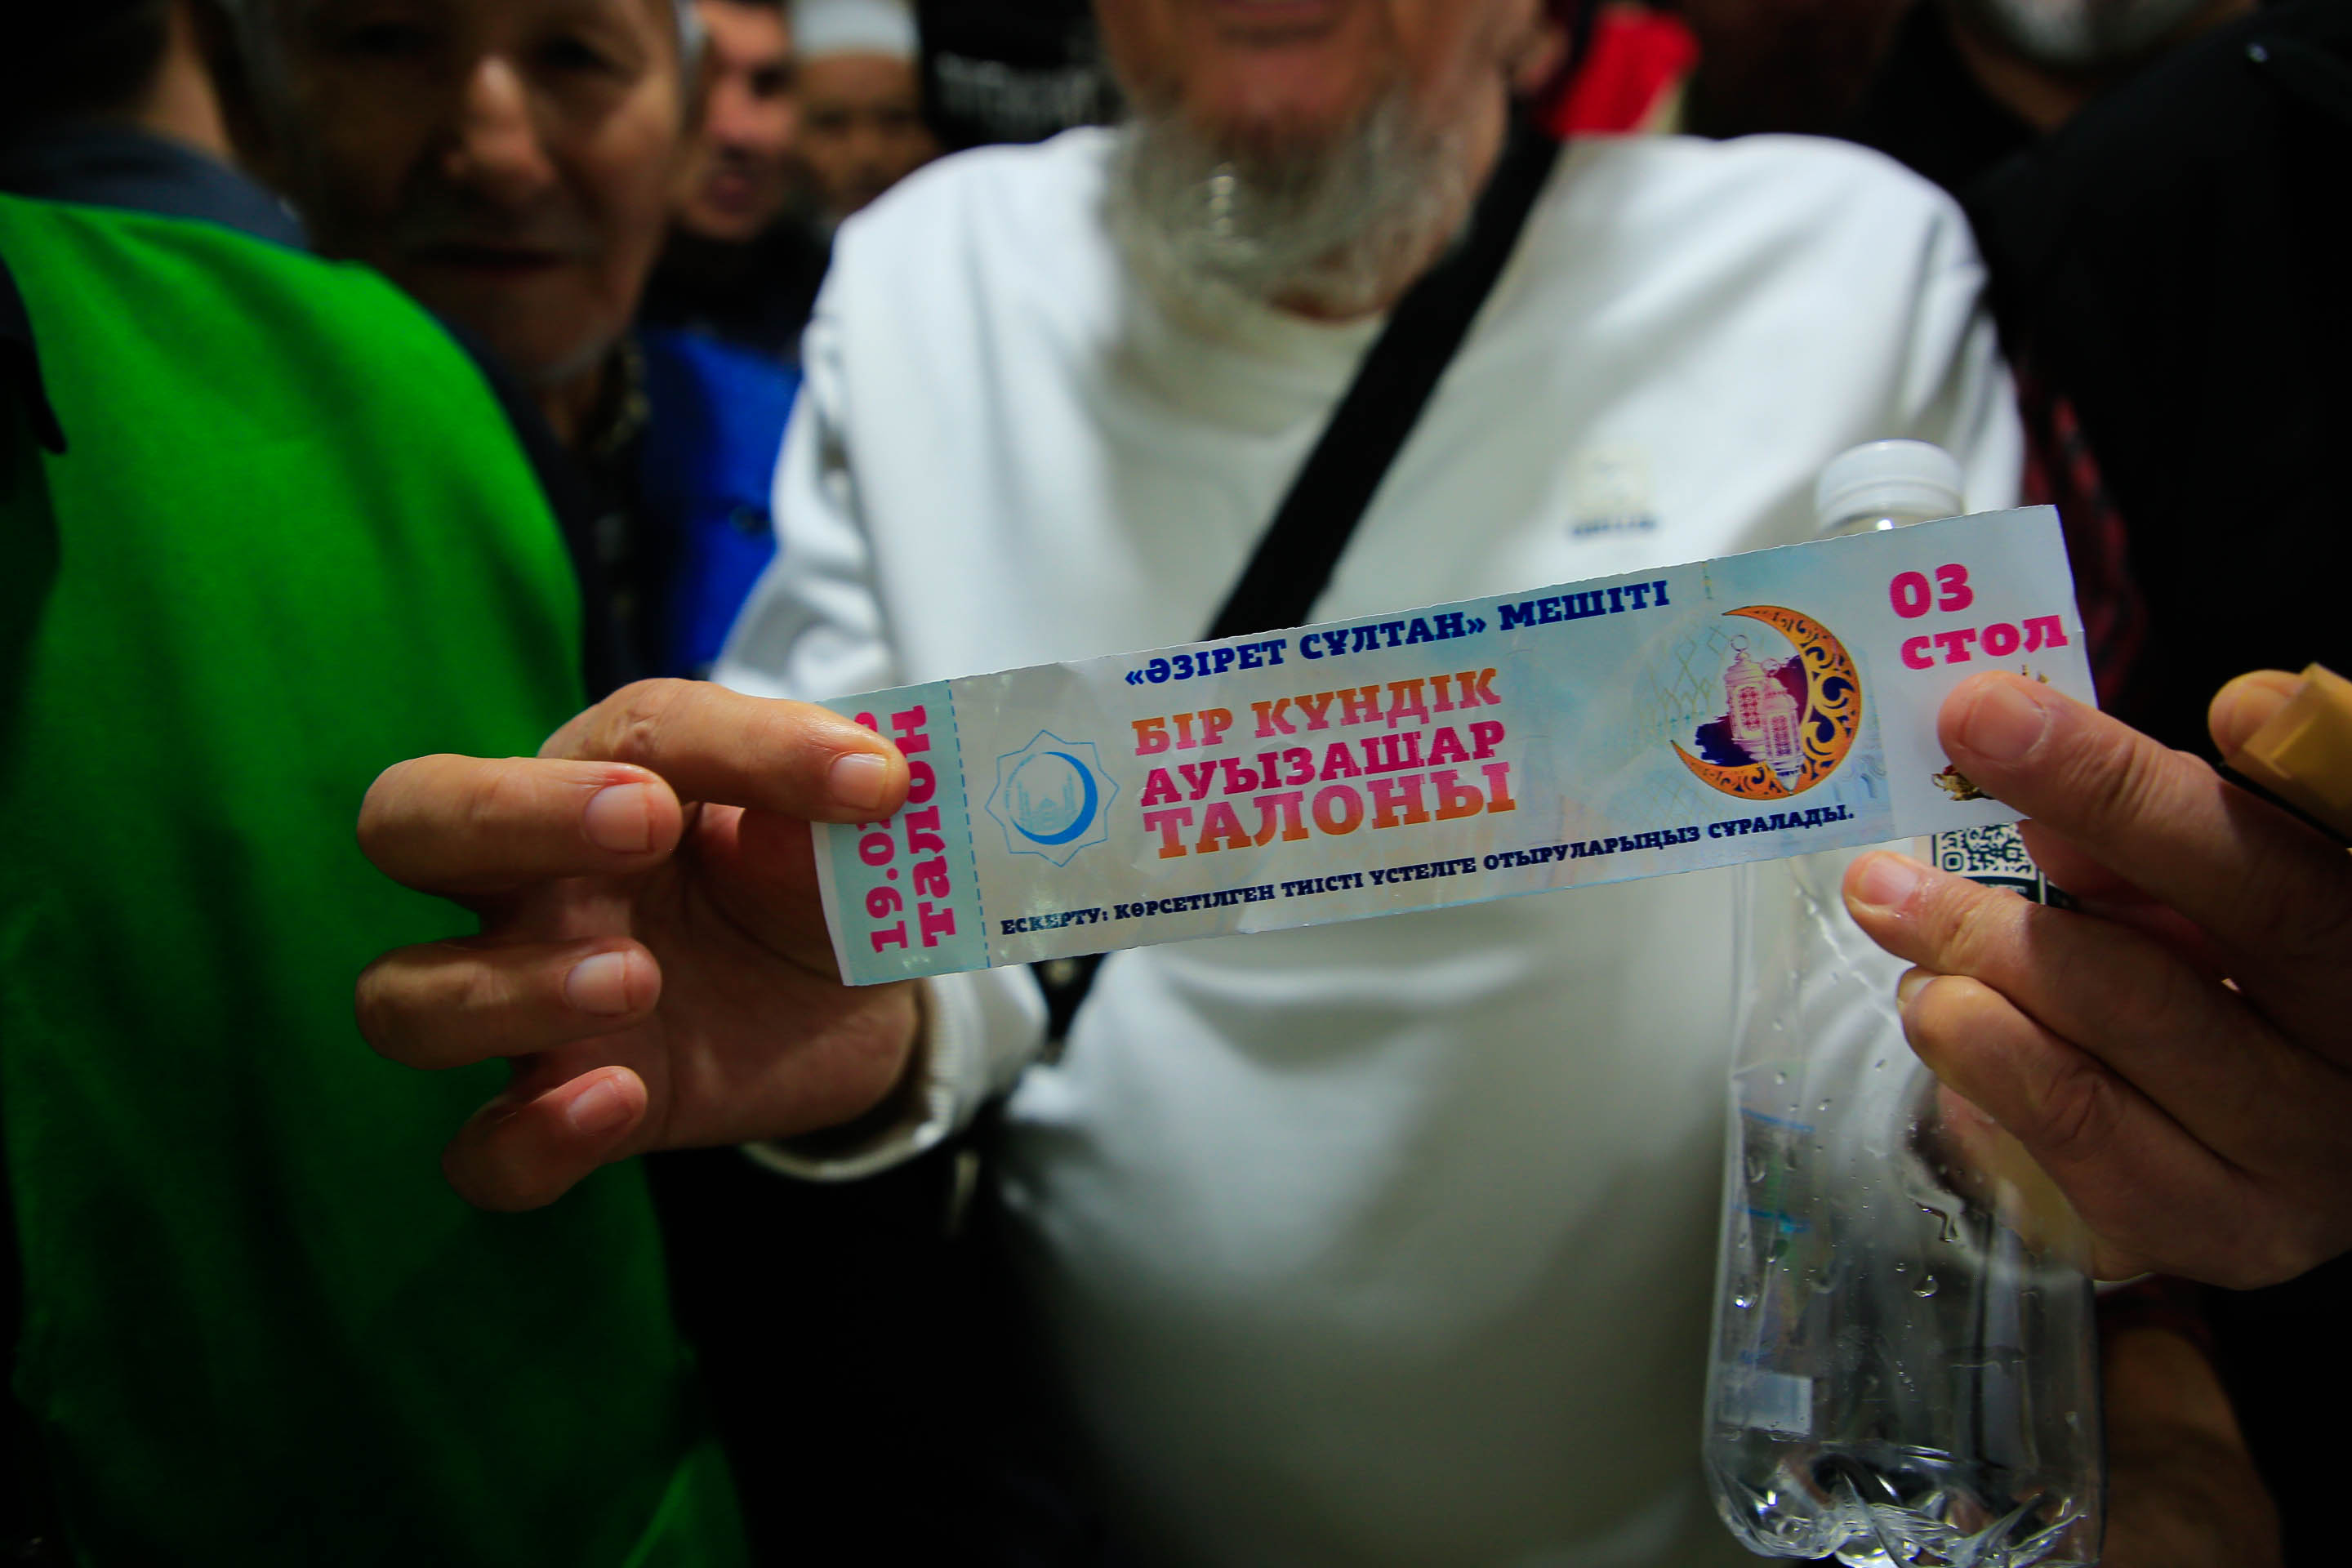 «ӘЗІРЕТ СҰЛТАН» МЕШІТІ
БІР КҮНДІК
АУЫЗАШАР
ТАЛОНЫ
ЕСКЕРТУ: КӨРСЕТІЛГЕН ТИІСТІ ҮСТЕЛГЕ ОТЫРУЛАРЫҢЫЗ СҰРАЛАДЫ.
03
СТОЛ
талон